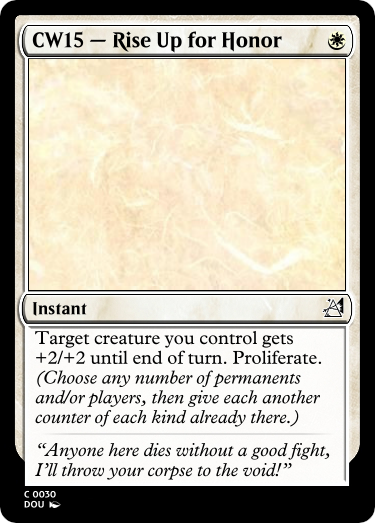 CW15 — Rise Up for Honor
Instant
Target creature you control gets
+2/+2 until end of turn. Proliferate.
(Choose any number of permanents
and/or players, then give each another
counter of each kind already there.)
“Anyone here dies without a good fight,
I’ll throw your corpse to the void!”
C 0030
DOU